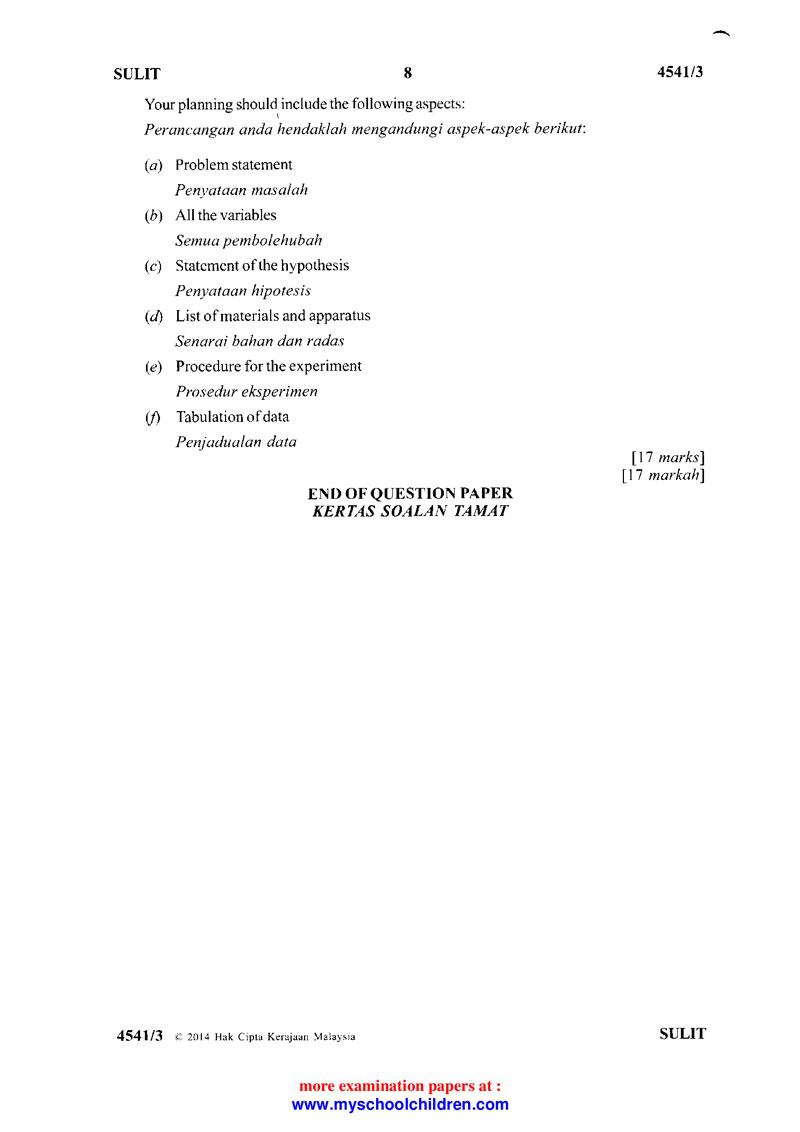 SULIT 8 4541/3
Your planning should include the following aspects:
Perancangan anda hendaklah mengandungi aspek-aspek berikut:
(a) Problem statement
Penyataan masalah
(b) All the variables
Semua pembolehubah
(c) Statement of the hypothesis
Penyataan hipotesis
(d) List of materials and apparatus
Senarai bahan dan radas
(e) Procedure for the experiment
Prosedur eksperimen
(f) Tabulation of data
Penjadualan data
[17 marks]
[17 markah]
END OF QUESTION PAPER
KERTAS SOALAN TAMAT
4541/3 © 2014 Hak Cipta Kerajaan Malaysia SULIT
more examination papers at :
www.myschoolchildren.com